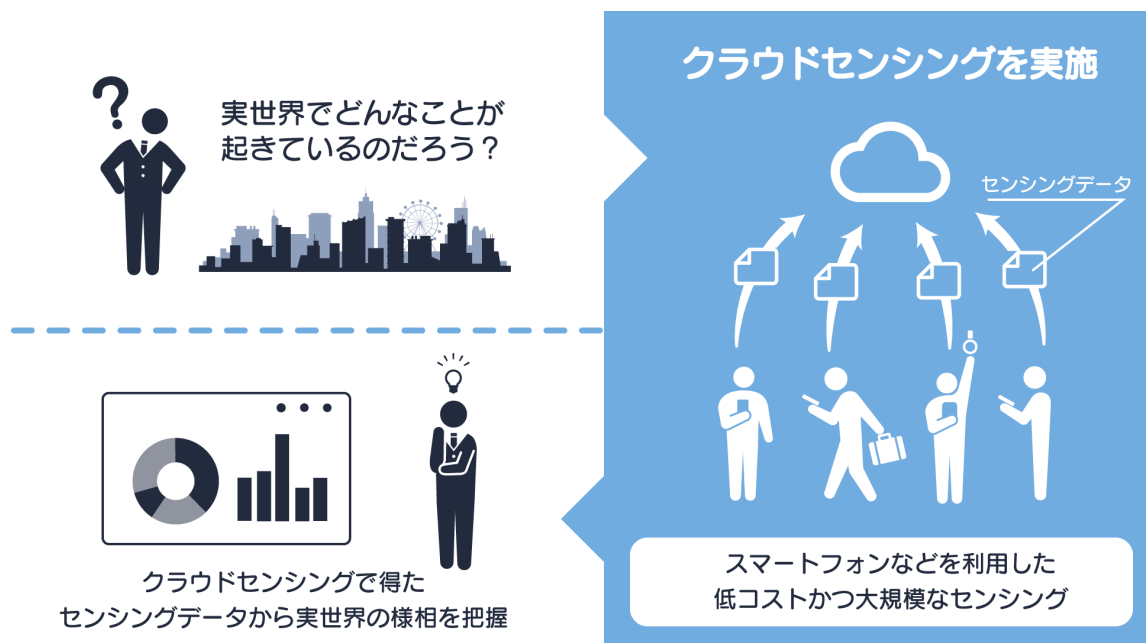 実世界でどんなことが
起きているのだろう？
クラウドセンシングを実施
センシングデータ
スマートフォンなどを利用した
低コストかつ大規模なセンシング
クラウドセンシングで得た
センシングデータから実世界の様相を把握